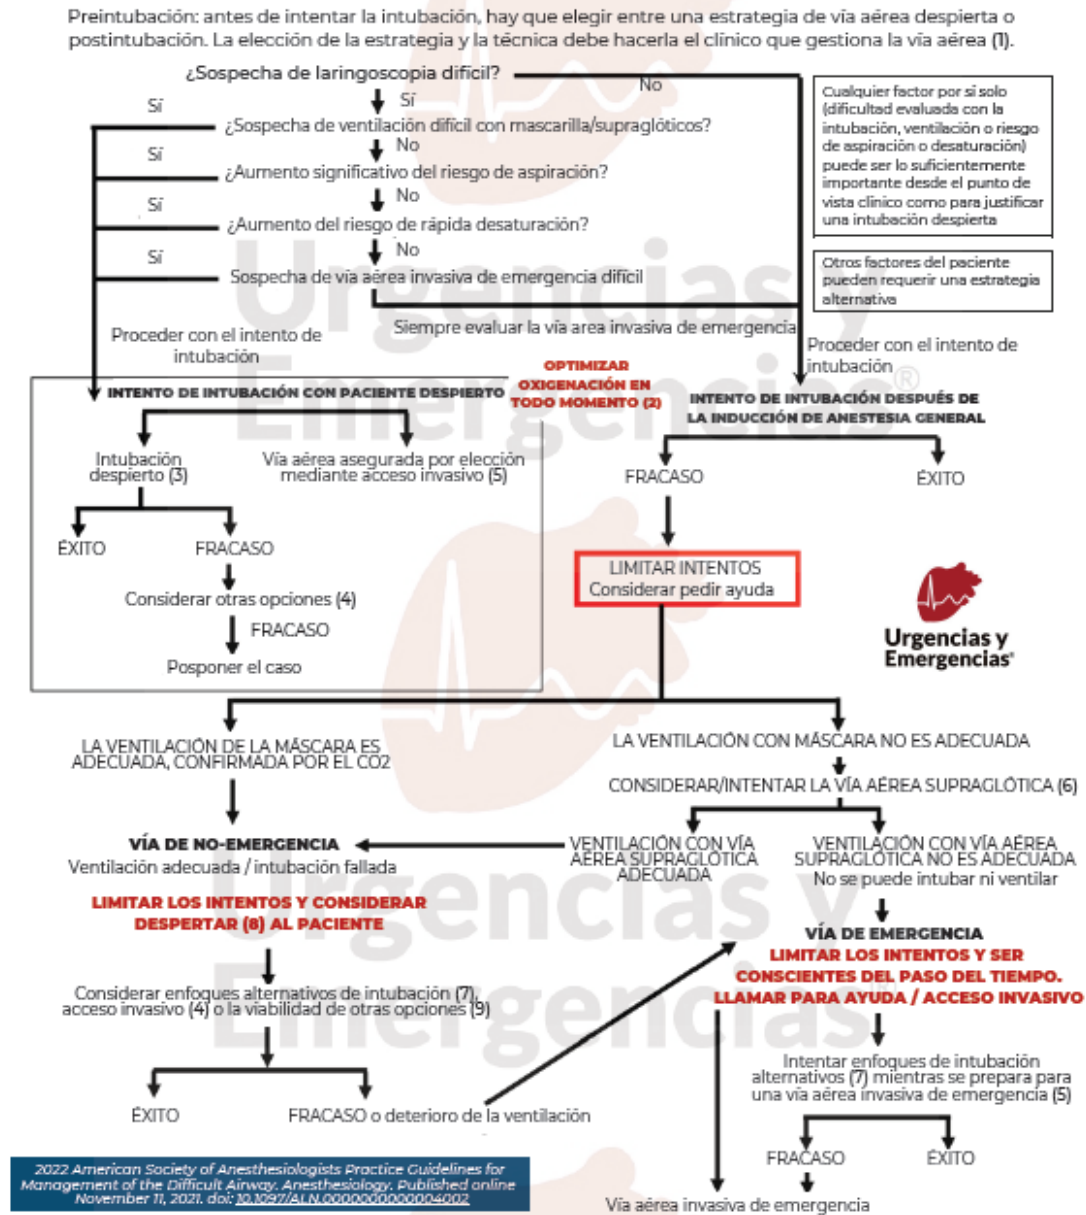 Preintubación: antes de intentar la intubación, hay que elegir entre una estrategia de vía aérea despierta o
postintubación. La elección de la estrategia y la técnica debe hacerla el clínico que gestiona la vía aérea (1).
¿Sospecha de laringoscopia difícil?
No
Sí
Sí
¿Sospecha de ventilación difícil con mascarilla/supraglóticos?
No
Sí
¿Aumento significativo del riesgo de aspiración?
No
Sí
¿Aumento del riesgo de rápida desaturación?
No
Sí
Sospecha de vía aérea invasiva de emergencia difícil
Cualquier factor por sí solo
(dificultad evaluada con la
intubación, ventilación o riesgo
de aspiración o desaturación)
puede ser lo suficientemente
importante desde el punto de
vista clínico como para justificar
una intubación despierta
Otros factores del paciente
pueden requerir una estrategia
alternativa
Siempre evaluar la vía area invasiva de emergencia
Proceder con el intento de
intubación
Proceder con el intento de
intubación
OPTIMIZAR
OXIGENACIÓN EN
TODO MOMENTO (2)
INTENTO DE INTUBACIÓN CON PACIENTE DESPIERTO
INTENTO DE INTUBACIÓN DESPUÉS DE
LA INDUCCIÓN DE ANESTESIA GENERAL
Intubación
despierto (3)
Vía aérea asegurada por elección
mediante acceso invasivo (5)
ÉXITO
FRACASO
Considerar otras opciones (4)
FRACASO
Posponer el caso
FRACASO
ÉXITO
LIMITAR INTENTOS
Considerar pedir ayuda
Urgencias y
Emergencias®
LA VENTILACIÓN DE LA MÁSCARA ES
ADECUADA, CONFIRMADA POR EL CO2
LA VENTILACIÓN CON MÁSCARA NO ES ADECUADA
CONSIDERAR/INTENTAR LA VÍA AÉREA SUPRAGLÓTICA (6)
VÍA DE NO-EMERGENCIA
Ventilación adecuada / intubación fallada
VENTILACIÓN CON VÍA
AÉREA SUPRAGLÓTICA
ADECUADA
VENTILACIÓN CON VÍA AÉREA
SUPRAGLÓTICA NO ES ADECUADA
No se puede intubar ni ventilar
LIMITAR LOS INTENTOS Y CONSIDERAR
DESPERTAR (8) AL PACIENTE
VÍA DE EMERGENCIA
LIMITAR LOS INTENTOS Y SER
CONSCIENTES DEL PASO DEL TIEMPO.
LLAMAR PARA AYUDA / ACCESO INVASIVO
Considerar enfoques alternativos de intubación (7),
acceso invasivo (4) o la viabilidad de otras opciones (9)
Intentar enfoques de intubación
alternativos (7) mientras se prepara para
una vía aérea invasiva de emergencia (5)
ÉXITO
FRACASO o deterioro de la ventilación
FRACASO
ÉXITO
Vía aérea invasiva de emergencia
2022 American Society of Anesthesiologists Practice Guidelines for
Management of the Difficult Airway. Anesthesiology. Published online
November 11, 2021. doi: 10.1097/ALN.0000000000004002
Urgencias y
Emergencias®
Urgencias y
Emergencias®